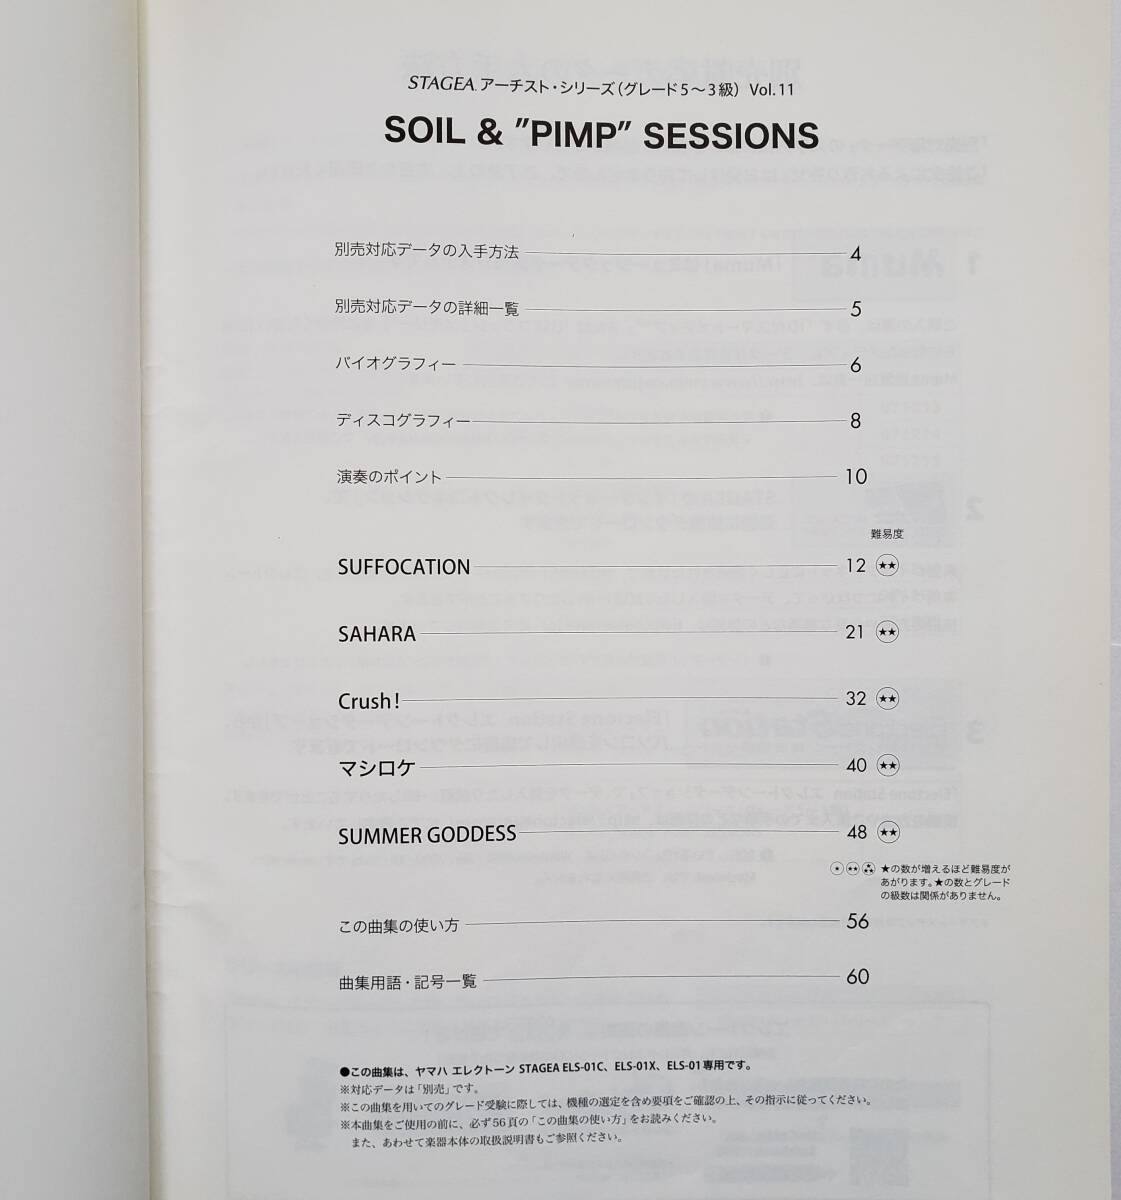 STAGEA アーチスト・シリーズ（グレード5～3級） Vol.11
SOIL & ”PIMP” SESSIONS
別売対応データの入手方法 4
別売対応データの詳細一覧 5
バイオグラフィー 6
ディスコグラフィー 8
演奏のポイント 10
難易度
SUFFOCATION 12 ★★
SAHARA 21 ★★
Crush! 32 ★★
マシロケ 40 ★★
SUMMER GODDESS 48 ★★
★ ★★ ★★★ ★の数が増えるほど難易度が
あがります。★の数とグレード
の級数は関係がありません。
この曲集の使い方 56
曲集用語・記号一覧 60
●この曲集は、ヤマハ エレクトーン STAGEA ELS-01C、ELS-01X、ELS-01専用です。
※対応データは「別売」です。
※この曲集を用いてのグレード受験に際しては、機種の選定を含め要項をご確認の上、その指示に従ってください。
※本曲集をご使用の前に、必ず56頁の「この曲集の使い方」をお読みください。
また、あわせて楽器本体の取扱説明書もご参照ください。